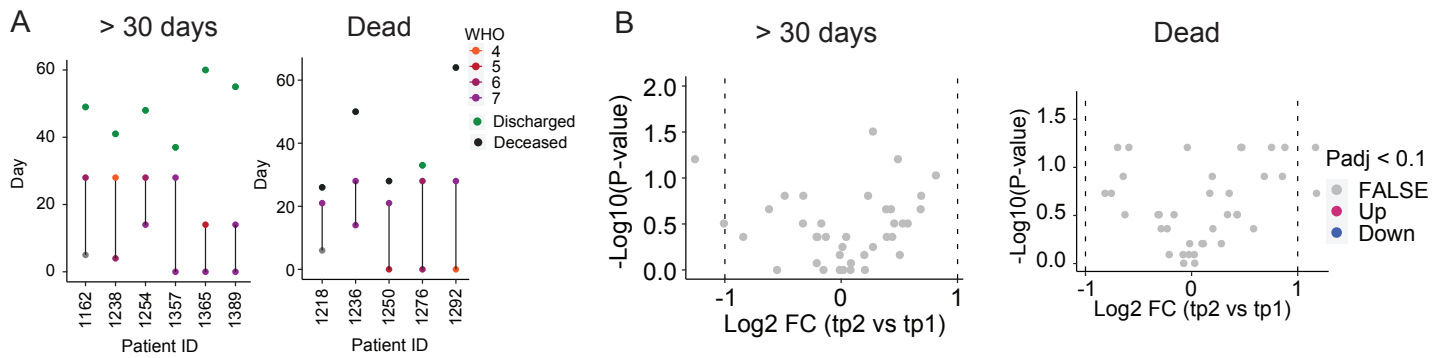 A
> 30 days
Dead
WHO
4
5
6
7
Discharged
Deceased
Day
60
40
20
0
1162
1238
1254
1357
1365
1389
Patient ID
Day
60
40
20
0
1218
1236
1250
1276
1292
Patient ID
B
> 30 days
-Log10(P-value)
2.0
1.5
1.0
0.5
0.0
-1
0
1
Log2 FC (tp2 vs tp1)
Dead
-Log10(P-value)
1.5
1.0
0.5
0.0
-1
0
1
Log2 FC (tp2 vs tp1)
Padj < 0.1
FALSE
Up
Down